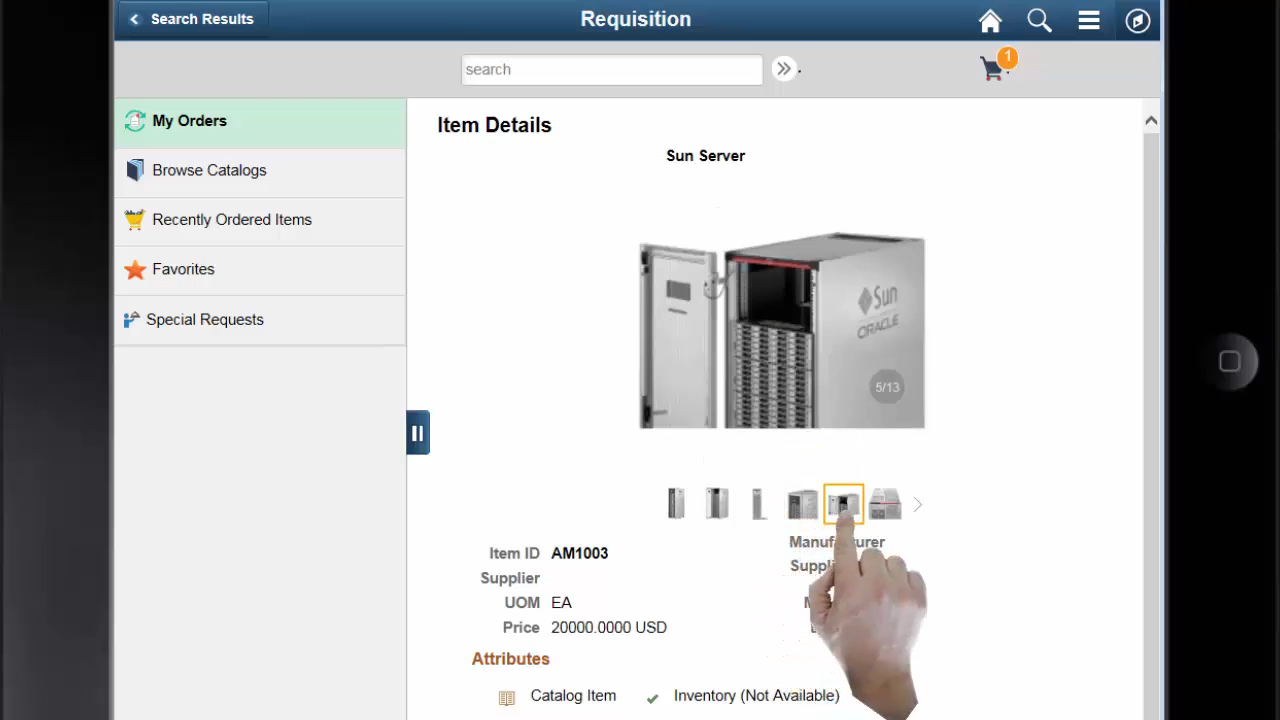 Search Results
Requisition
search
1
My Orders
Browse Catalogs
Recently Ordered Items
Favorites
Special Requests
Item Details
Sun Server
Sun
ORACLE
5/13
Item ID AM1003
Supplier
UOM EA
Price 20000.0000 USD
Manufacturer
Attributes
Catalog Item
Inventory (Not Available)